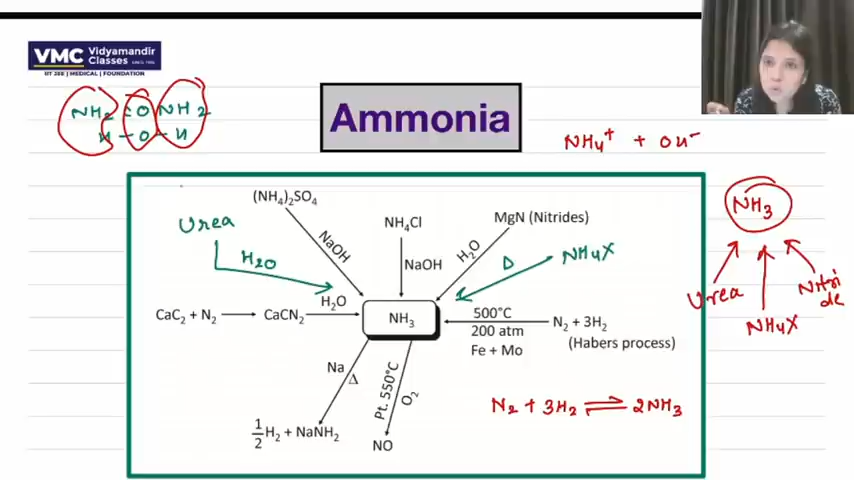 VMC Vidyamandir Classes SINCE 1986
IIT JEE | MEDICAL | FOUNDATION
NH2 CO NH2
H-O-H
Ammonia
NH4+ + OH-
(NH4)2SO4
NH4Cl
MgN (Nitrides)
Urea
H2O
NaOH
NaOH
H2O
Δ
NH4X
NH3
Urea
NH4X
Nitride
CaC2 + N2
CaCN2
H2O
NH3
500°C
200 atm
Fe + Mo
N2 + 3H2
(Habers process)
Na
Δ
Pt. 550°C
O2
N2 + 3H2 ⇌ 2NH3
1/2 H2 + NaNH2
NO